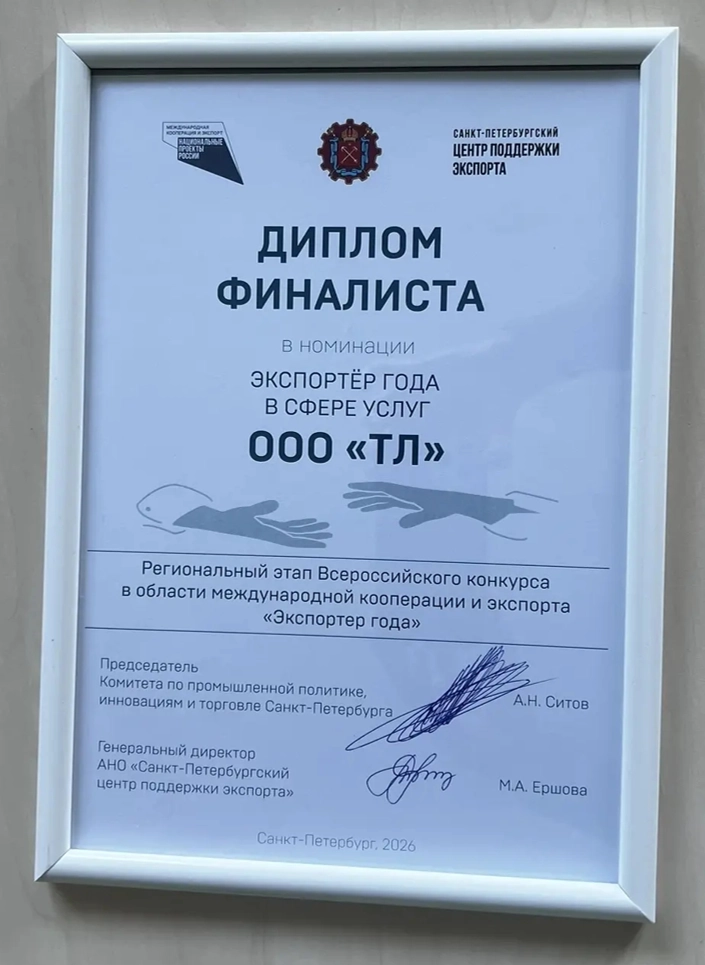 МЕЖДУНАРОДНАЯ
КООПЕРАЦИЯ И ЭКСПОРТ
НАЦИОНАЛЬНЫЕ
ПРОЕКТЫ
РОССИИ
САНКТ-ПЕТЕРБУРГСКИЙ
ЦЕНТР ПОДДЕРЖКИ
ЭКСПОРТА
ДИПЛОМ
ФИНАЛИСТА
в номинации
ЭКСПОРТЁР ГОДА
В СФЕРЕ УСЛУГ
ООО «ТЛ»
Региональный этап Всероссийского конкурса
в области международной кооперации и экспорта
«Экспортер года»
Председатель
Комитета по промышленной политике,
инновациям и торговле Санкт-Петербурга
А.Н. Ситов
Генеральный директор
АНО «Санкт-Петербургский
центр поддержки экспорта»
М.А. Ершова
Санкт-Петербург, 2026